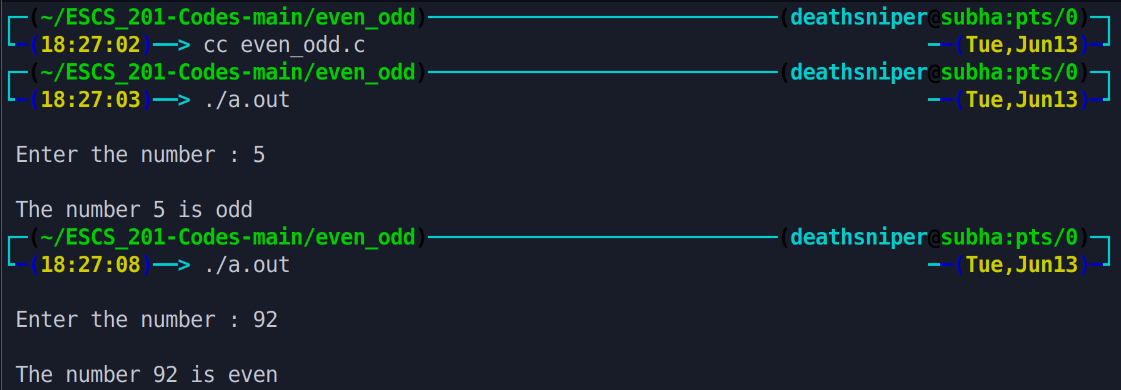 (~/ESCS_201-Codes-main/even_odd) (deathsniper@subha:pts/0)
(18:27:02)──> cc even_odd.c (Tue,Jun13)
(~/ESCS_201-Codes-main/even_odd) (deathsniper@subha:pts/0)
(18:27:03)──> ./a.out (Tue,Jun13)
Enter the number : 5
The number 5 is odd
(~/ESCS_201-Codes-main/even_odd) (deathsniper@subha:pts/0)
(18:27:08)──> ./a.out (Tue,Jun13)
Enter the number : 92
The number 92 is even